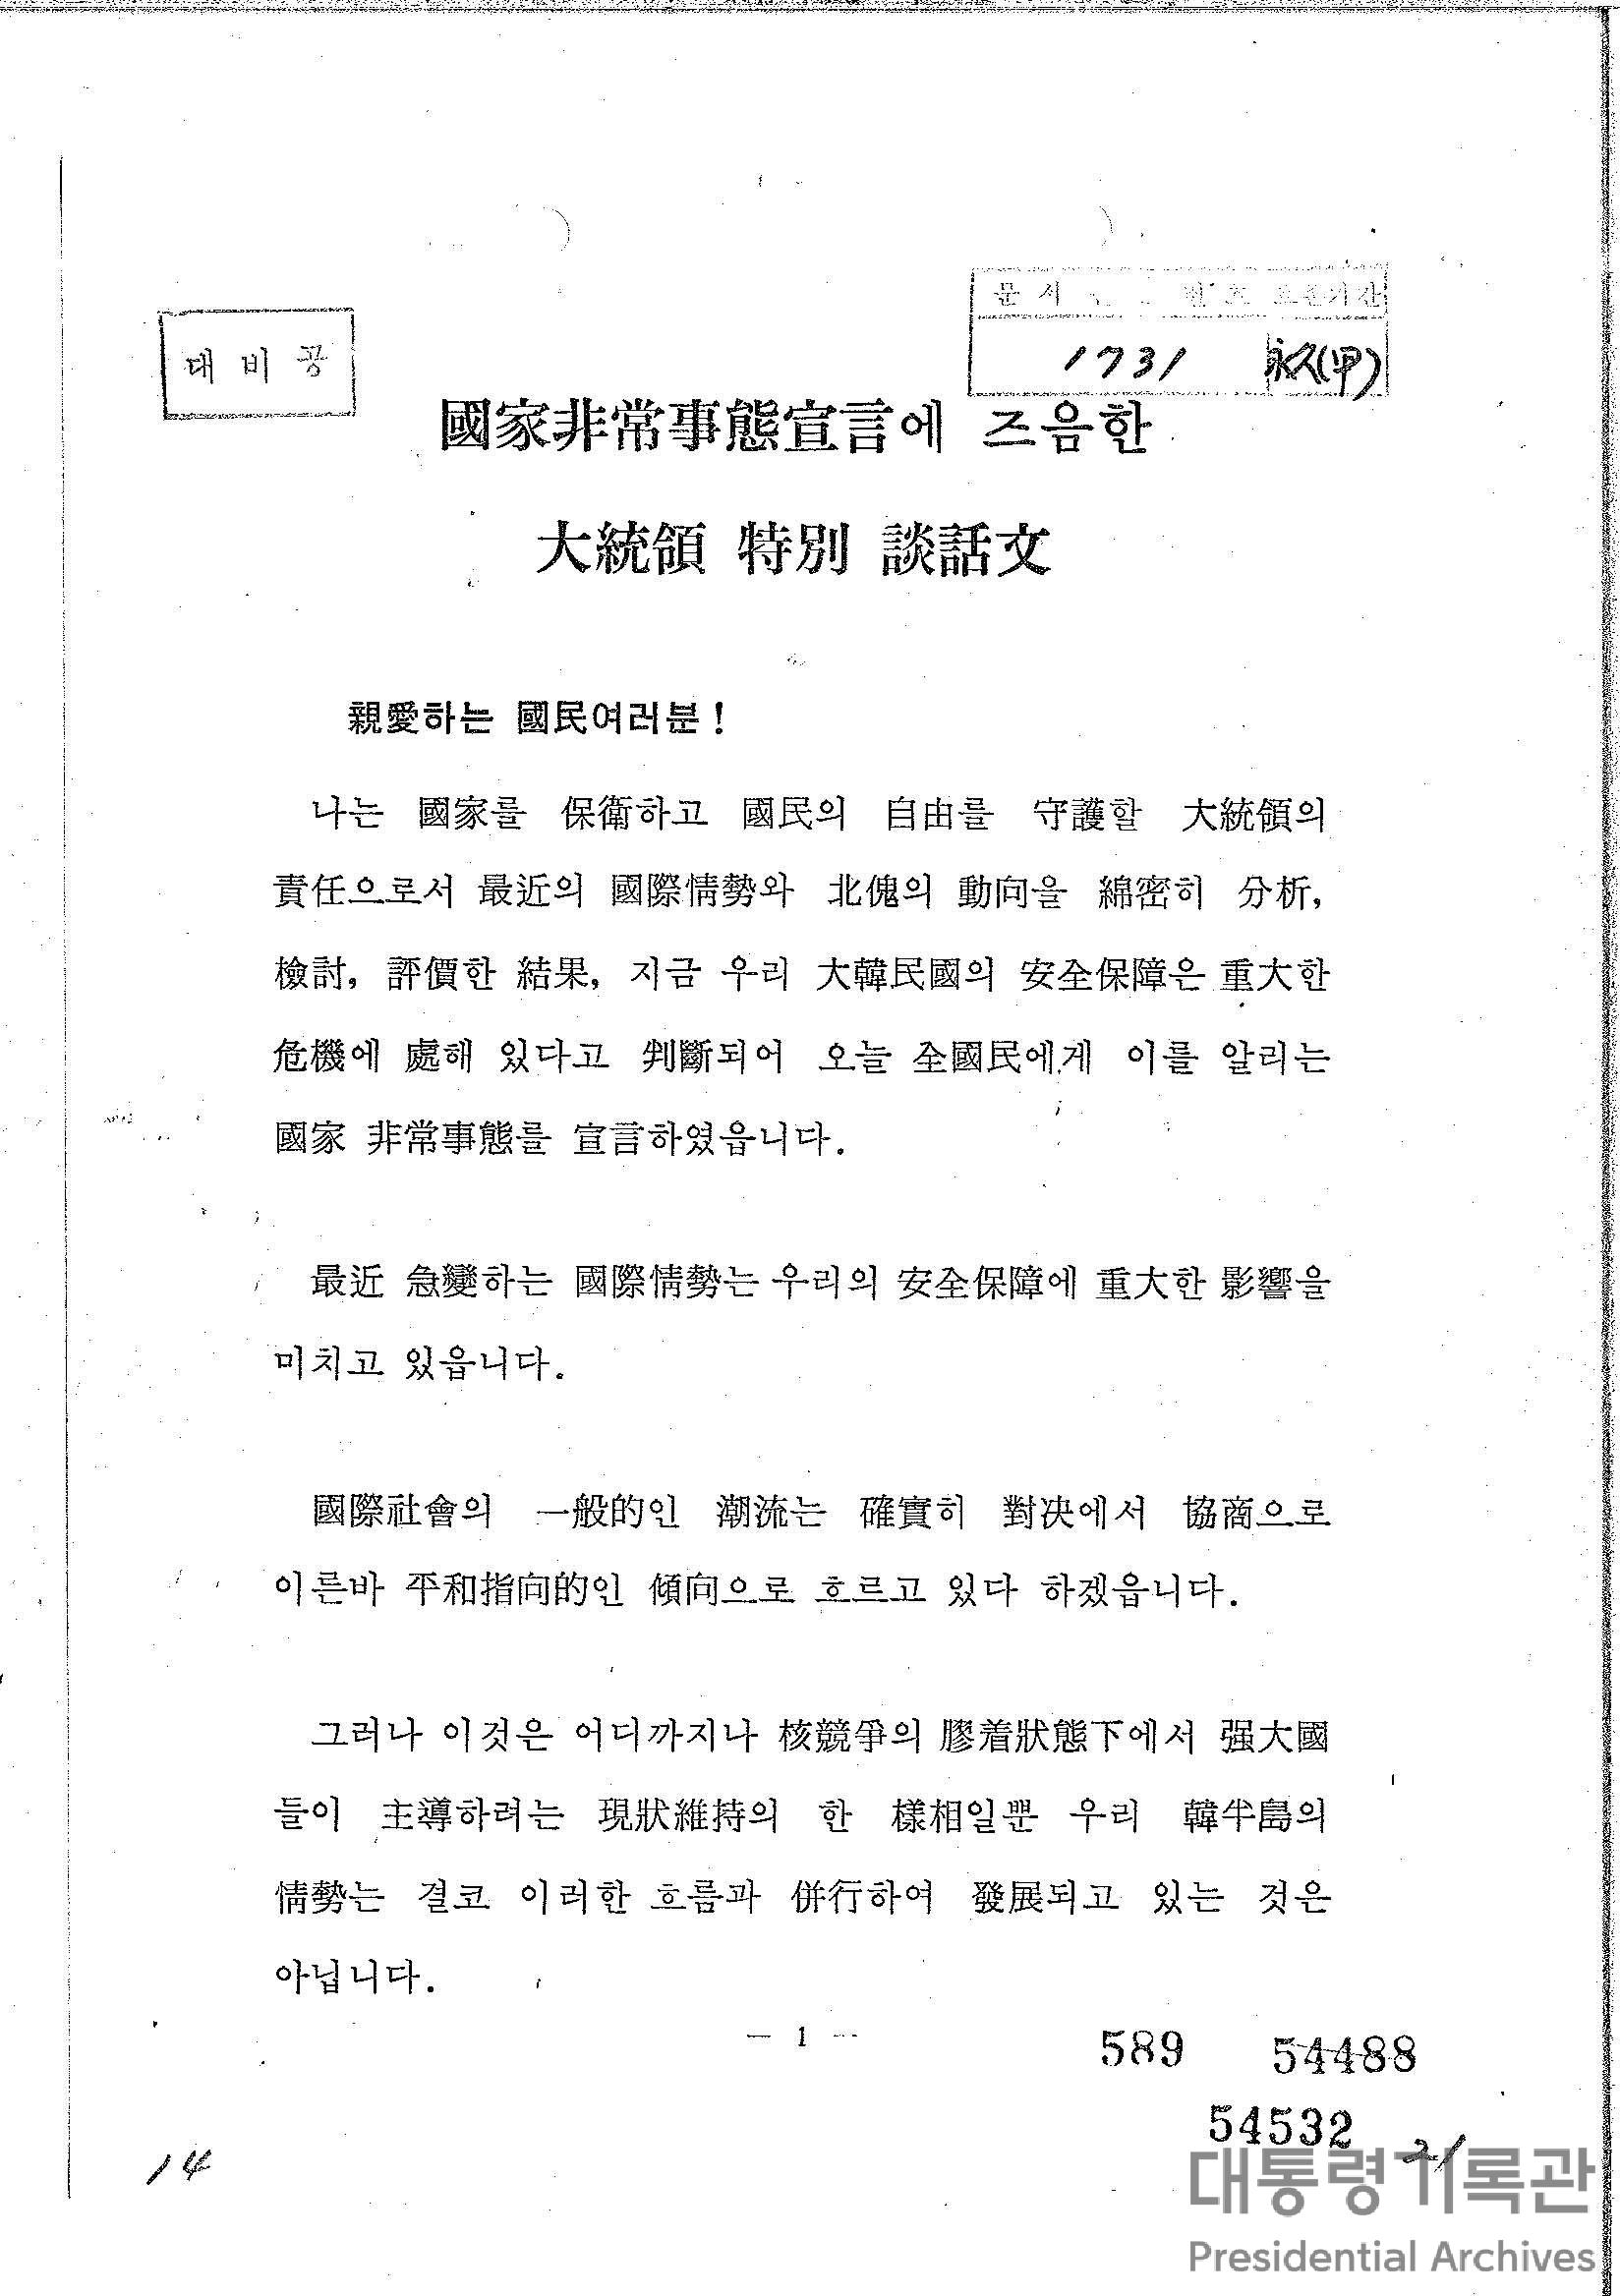 문서 번호 보존기간
대 비 공
1731 永久(甲)
國家非常事態宣言에 즈음한
大統領 特別 談話文
親愛하는 國民여러분!
나는 國家를 保衛하고 國民의 自由를 守護할 大統領의
責任으로서 最近의 國際情勢와 北傀의 動向을 綿密히 分析,
檢討, 評價한 結果, 지금 우리 大韓民國의 安全保障은 重大한
危機에 處해 있다고 判斷되어 오늘 全國民에게 이를 알리는
國家 非常事態를 宣言하였읍니다.
最近 急變하는 國際情勢는 우리의 安全保障에 重大한 影響을
미치고 있읍니다.
國際社會의 一般的인 潮流는 確實히 對决에서 協商으로
이른바 平和指向的인 傾向으로 흐르고 있다 하겠읍니다.
그러나 이것은 어디까지나 核競爭의 膠着狀態下에서 强大國
들이 主導하려는 現狀維持의 한 樣相일뿐 우리 韓半島의
情勢는 결코 이러한 흐름과 併行하여 發展되고 있는 것은
아닙니다.
— 1 —
589 54488
54532
14 21
대통령기록관
Presidential Archives